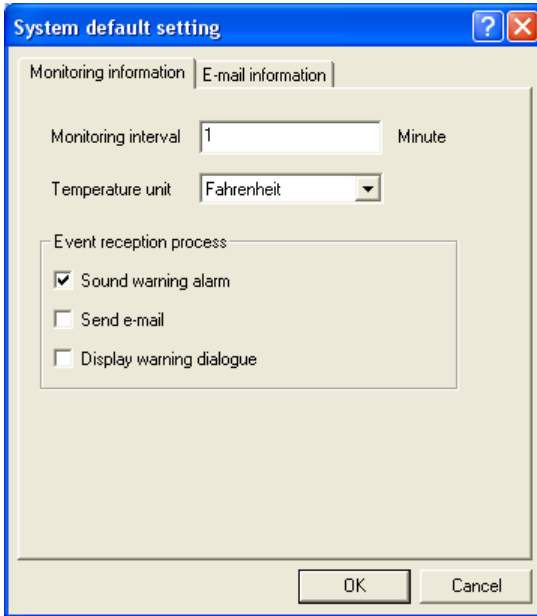 System default setting
Monitoring information E-mail information
Monitoring interval 1 Minute
Temperature unit Fahrenheit
Event reception process
Sound warning alarm
Send e-mail
Display warning dialogue
OK Cancel